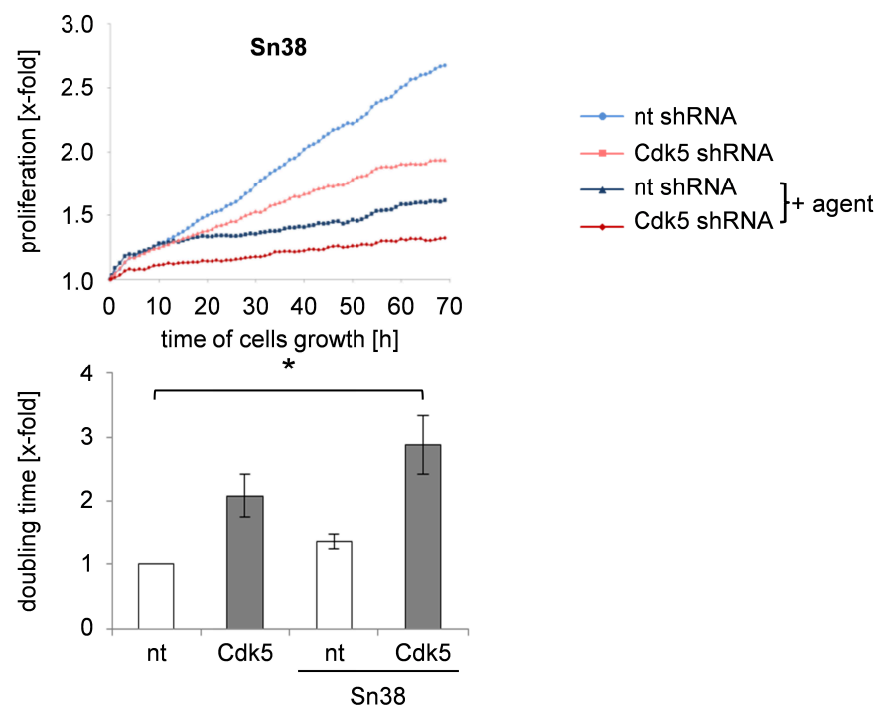 Sn38
proliferation [x-fold]
3.0
2.5
2.0
1.5
1.0
0 10 20 30 40 50 60 70
time of cells growth [h]
nt shRNA
Cdk5 shRNA
nt shRNA
Cdk5 shRNA
+ agent
*
doubling time [x-fold]
4
3
2
1
0
nt Cdk5 nt Cdk5
Sn38